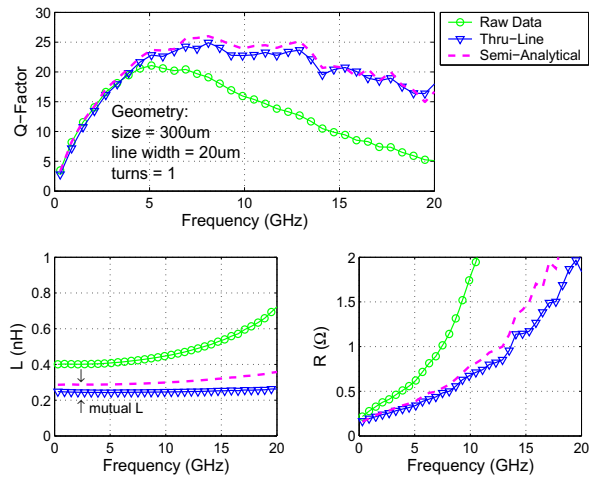 Raw Data
Thru-Line
Semi-Analytical
Q-Factor
30
25
20
15
10
5
0
Geometry:
size = 300um
line width = 20um
turns = 1
0 5 10 15 20
Frequency (GHz)
L (nH)
1
0.8
0.6
0.4
0.2
0
mutual L
0 5 10 15 20
Frequency (GHz)
R (Ω)
2
1.5
1
0.5
0
0 5 10 15 20
Frequency (GHz)